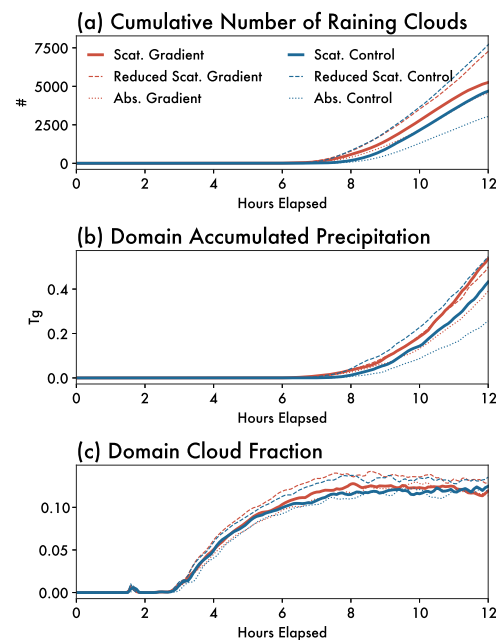 (a) Cumulative Number of Raining Clouds
7500
5000
2500
0
#
Scat. Gradient
Reduced Scat. Gradient
Abs. Gradient
Scat. Control
Reduced Scat. Control
Abs. Control
0 2 4 6 8 10 12
Hours Elapsed
(b) Domain Accumulated Precipitation
0.4
0.2
0.0
Tg
0 2 4 6 8 10 12
Hours Elapsed
(c) Domain Cloud Fraction
0.10
0.05
0.00
0 2 4 6 8 10 12
Hours Elapsed